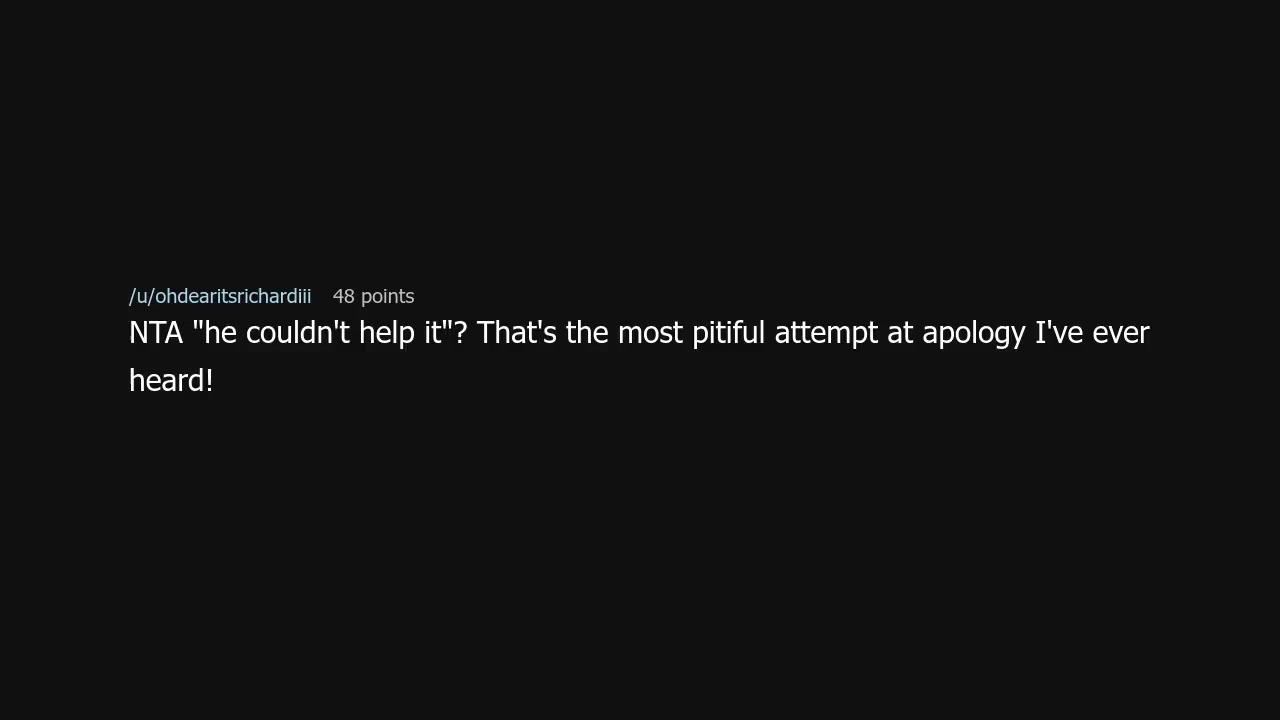 /u/ohdearitsrichardiii 48 points
NTA "he couldn't help it"? That's the most pitiful attempt at apology I've ever
heard!